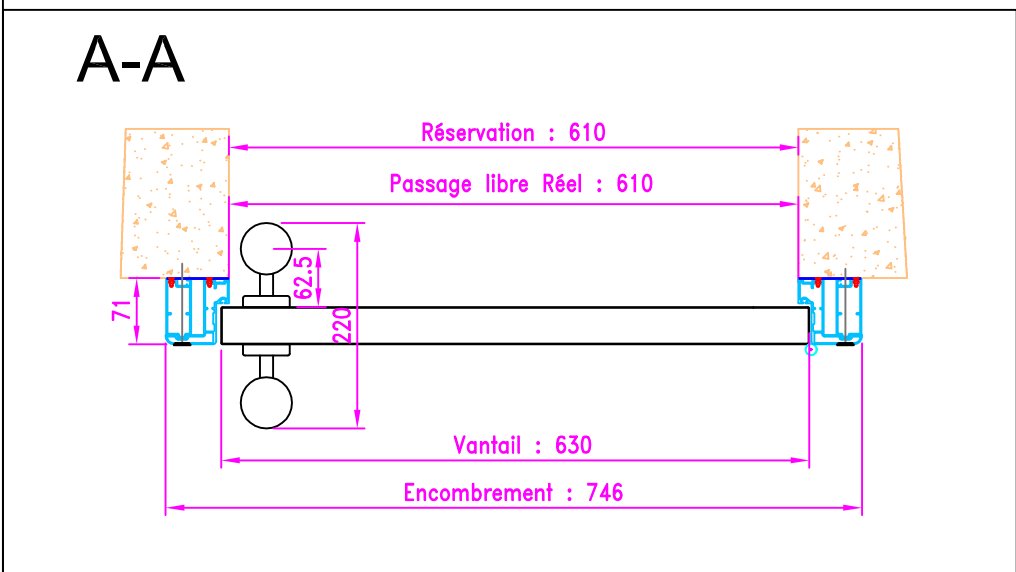 A-A
Réservation : 610
Passage libre Réel : 610
62.5
71
220
Vantail : 630
Encombrement : 746